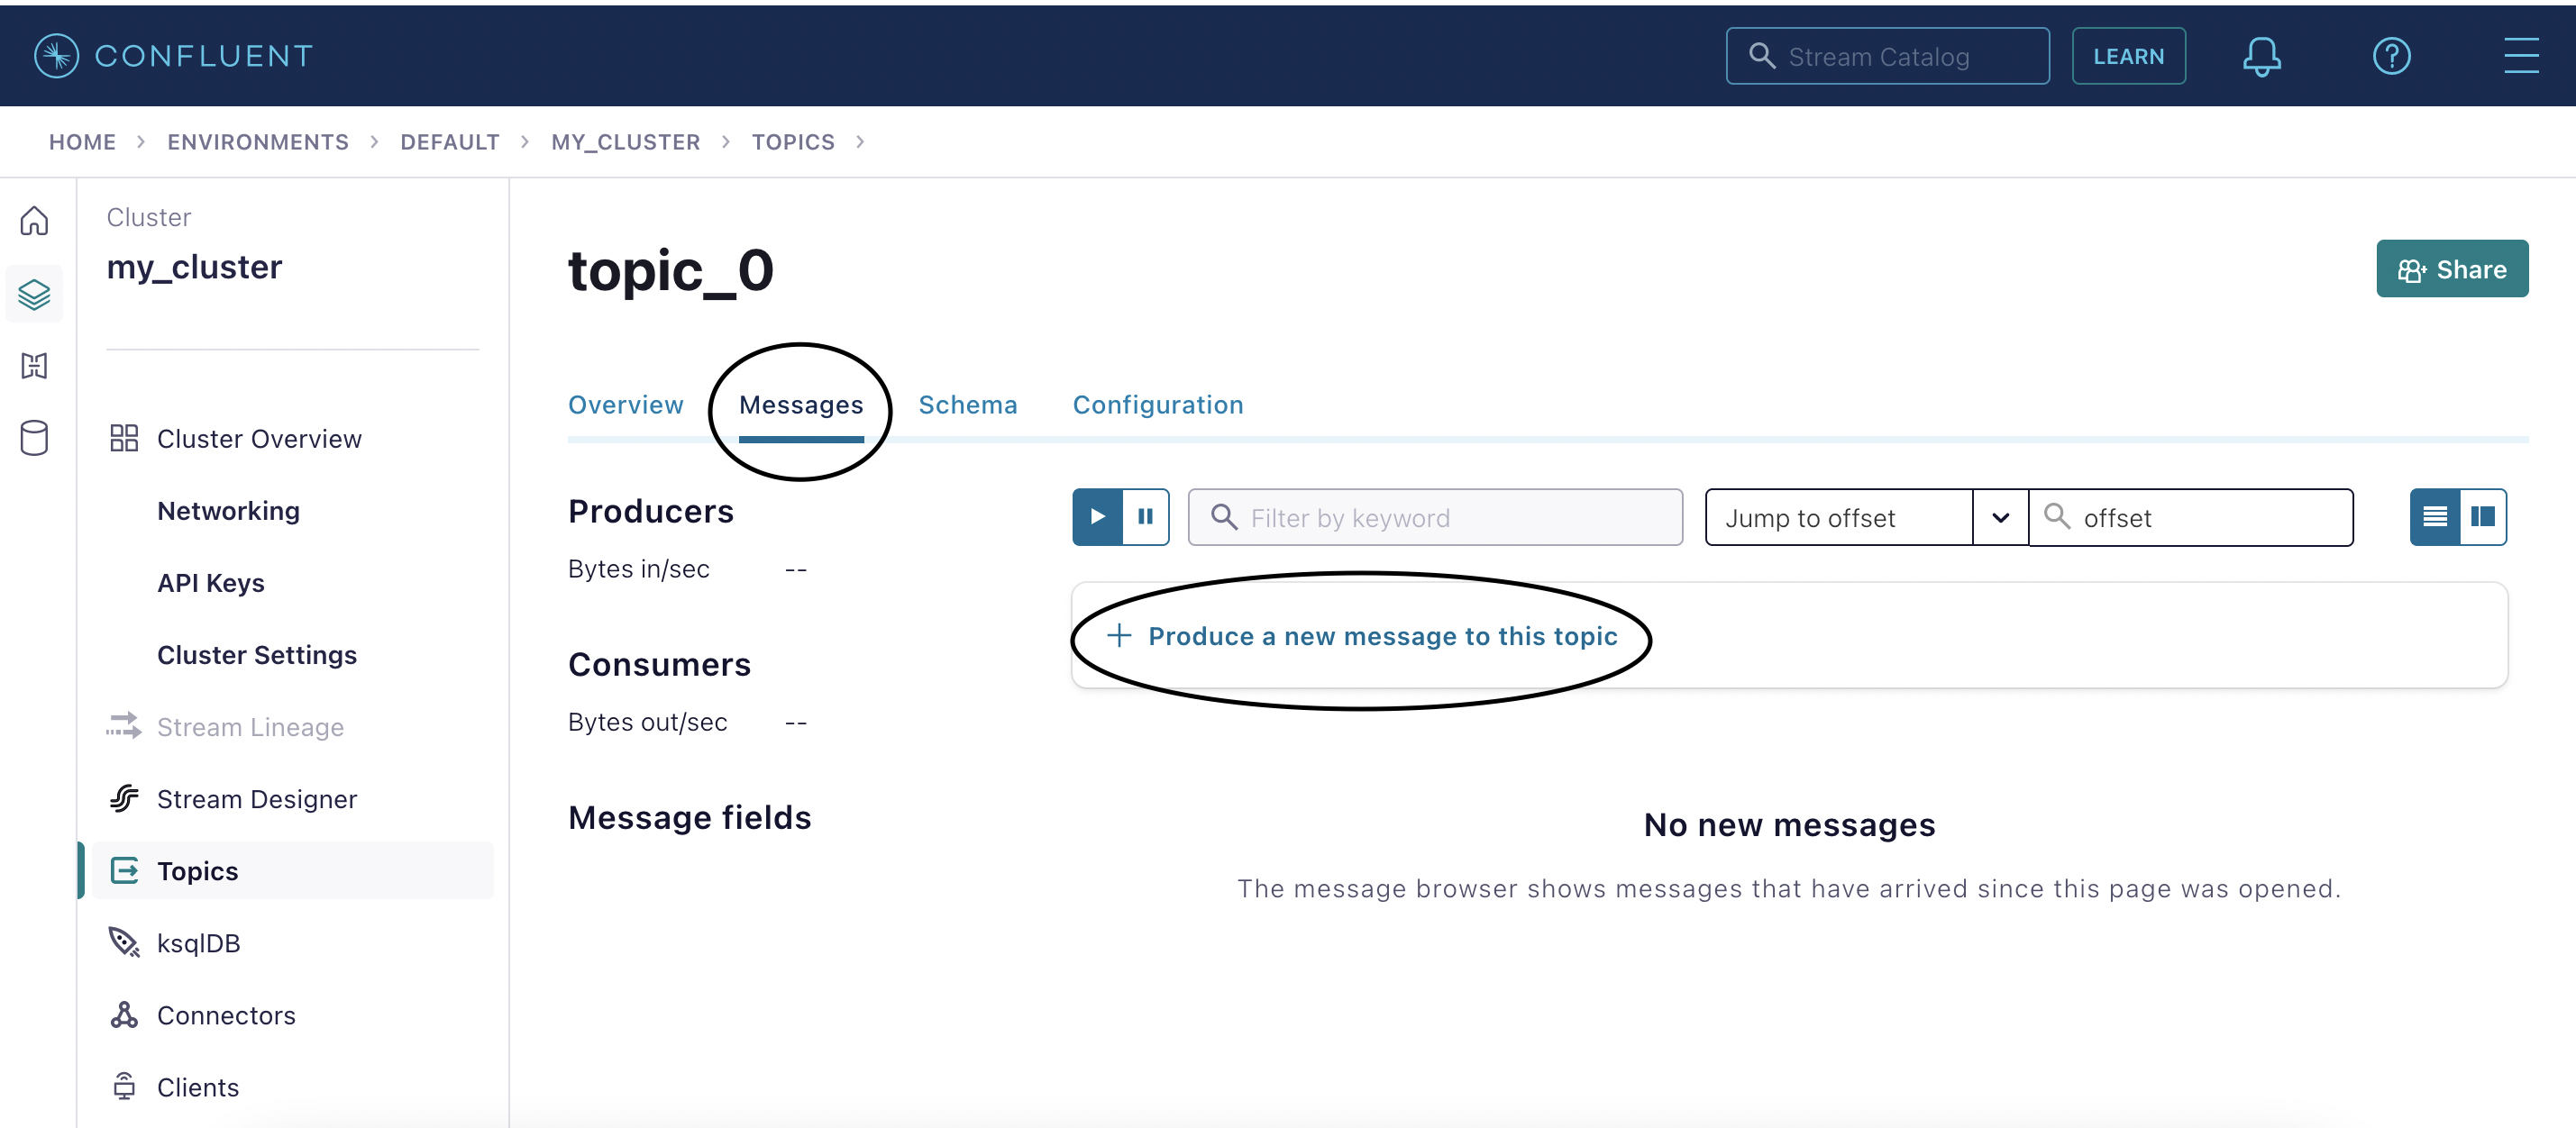 CONFLUENT
Stream Catalog
LEARN
HOME > ENVIRONMENTS > DEFAULT > MY_CLUSTER > TOPICS >
Cluster
my_cluster
Cluster Overview
Networking
API Keys
Cluster Settings
Stream Lineage
Stream Designer
Topics
ksqlDB
Connectors
Clients
topic_0
Share
Overview Messages Schema Configuration
Producers
Bytes in/sec --
Consumers
Bytes out/sec --
Message fields
Filter by keyword
Jump to offset
offset
+ Produce a new message to this topic
No new messages
The message browser shows messages that have arrived since this page was opened.